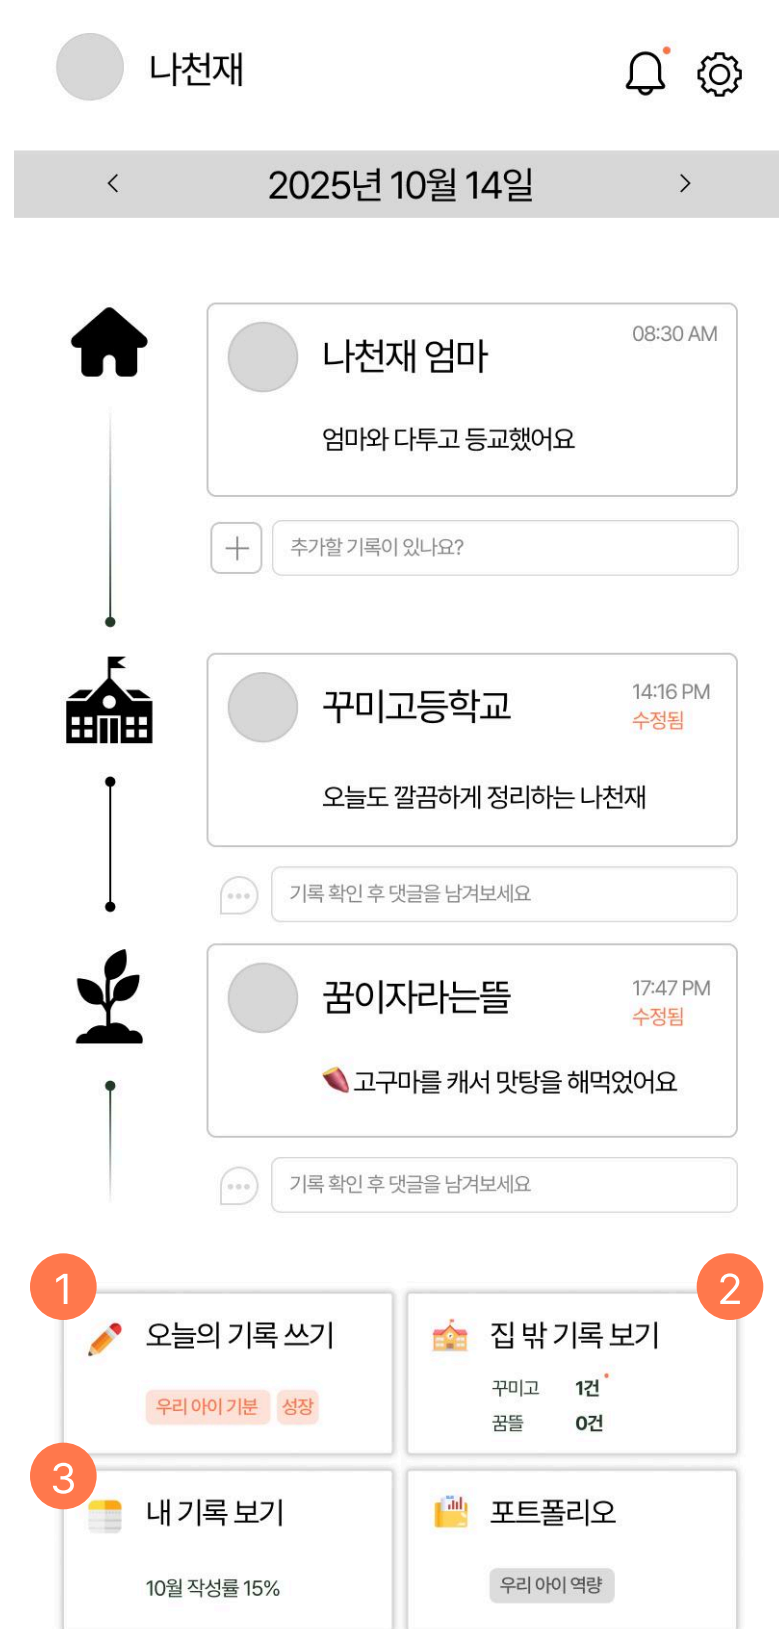 나천재
2025년 10월 14일
나천재 엄마
08:30 AM
엄마와 다투고 등교했어요
추가할 기록이 있나요?
꾸미고등학교
14:16 PM
수정됨
오늘도 깔끔하게 정리하는 나천재
기록 확인 후 댓글을 남겨보세요
꿈이자라는뜰
17:47 PM
수정됨
고구마를 캐서 맛탕을 해먹었어요
기록 확인 후 댓글을 남겨보세요
1
오늘의 기록 쓰기
우리 아이 기분 성장
2
집 밖 기록 보기
꾸미고 1건
꿈뜰 0건
3
내 기록 보기
10월 작성률 15%
포트폴리오
우리 아이 역량